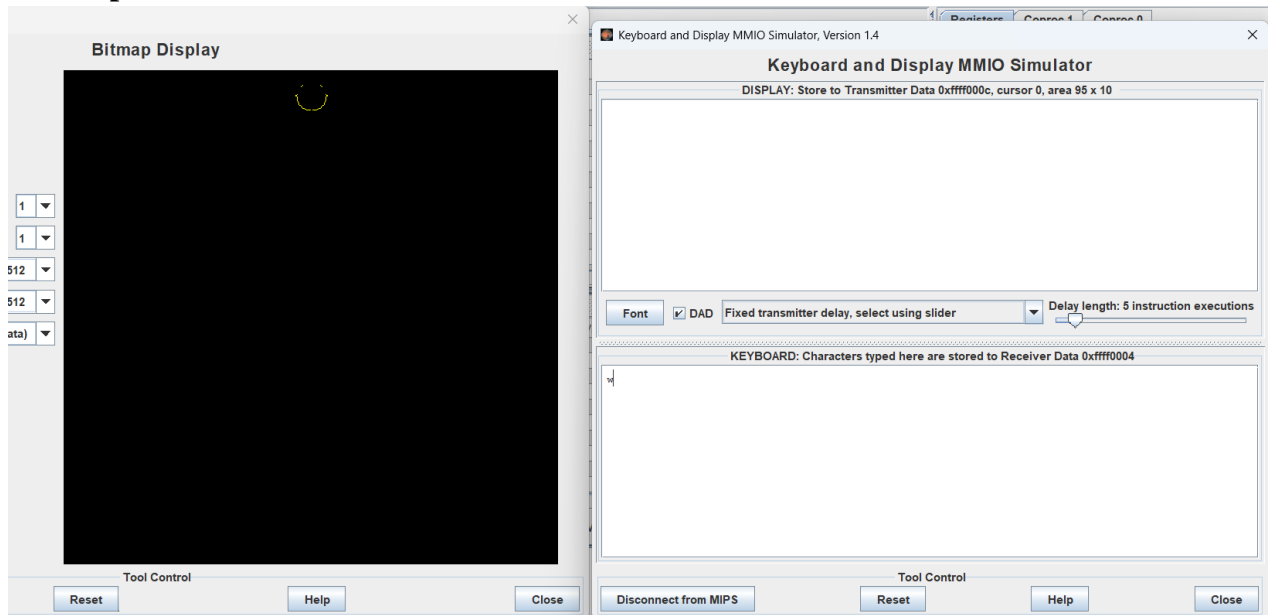 Registers Coproc 1 Coproc 0
Bitmap Display
1
1
512
512
ata)
Tool Control
Reset Help Close
Keyboard and Display MMIO Simulator, Version 1.4
Keyboard and Display MMIO Simulator
DISPLAY: Store to Transmitter Data 0xffff000c, cursor 0, area 95 x 10
Font DAD Fixed transmitter delay, select using slider Delay length: 5 instruction executions
KEYBOARD: Characters typed here are stored to Receiver Data 0xffff0004
w
Tool Control
Disconnect from MIPS Reset Help Close